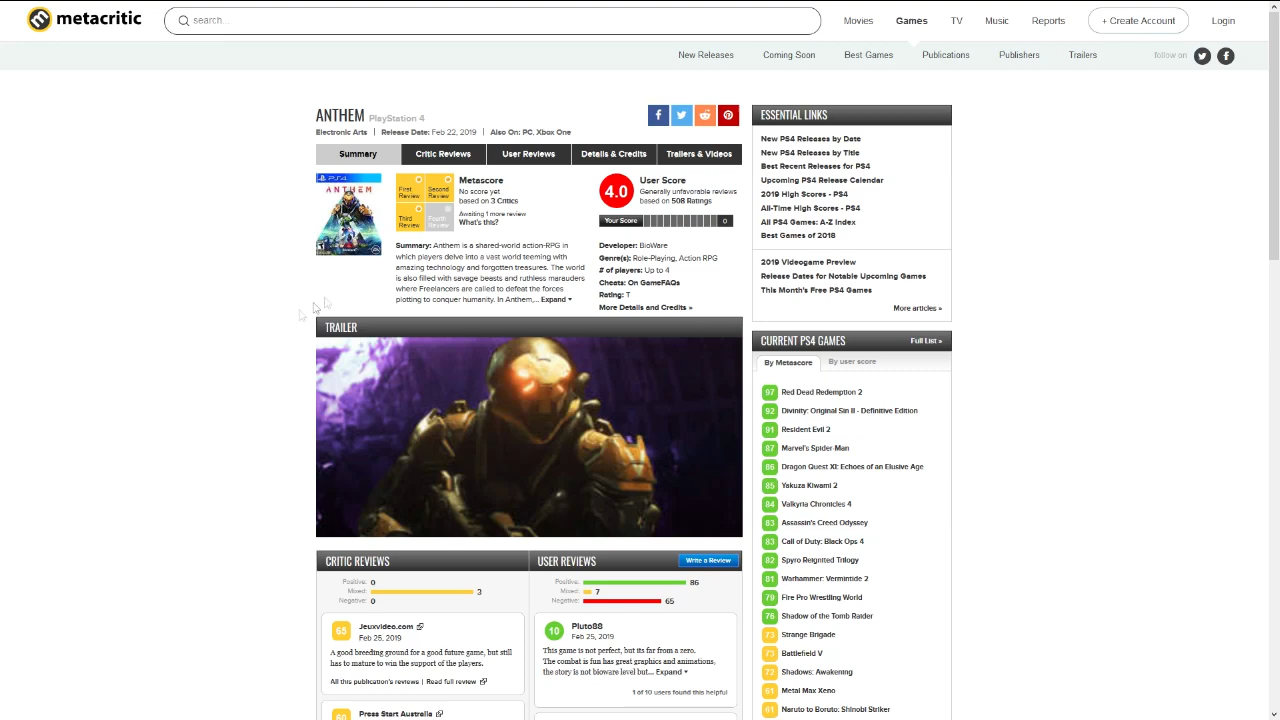 metacritic
search...
Movies
Games
TV
Music
Reports
+ Create Account
Login
New Releases
Coming Soon
Best Games
Publications
Publishers
Trailers
follow on
ANTHEM PlayStation 4
Electronic Arts | Release Date: Feb 22, 2019 | Also On: PC, Xbox One
Summary
Critic Reviews
User Reviews
Details & Credits
Trailers & Videos
PS4
ANTHEM
First Review
Second Review
Third Review
Fourth Review
Metascore
No score yet
based on 3 Critics
Awaiting 1 more review
What's this?
Summary: Anthem is a shared-world action-RPG in
which players delve into a vast world teeming with
amazing technology and forgotten treasures. The world
is also filled with savage beasts and ruthless marauders
where Freelancers are called to defeat the forces
plotting to conquer humanity. In Anthem,... Expand
4.0
User Score
Generally unfavorable reviews
based on 508 Ratings
Your Score
0
Developer: BioWare
Genre(s): Role-Playing, Action RPG
# of players: Up to 4
Cheats: On GameFAQs
Rating: T
More Details and Credits »
TRAILER
CRITIC REVIEWS
Positive: 0
Mixed: 3
Negative: 0
Jeuxvideo.com
Feb 25, 2019
A good breeding ground for a good future game, but still
has to mature to win the support of the players.
All this publication's reviews | Read full review
Press Start Australia
USER REVIEWS
Write a Review
Positive: 86
Mixed: 7
Negative: 65
10
Pluto88
Feb 25, 2019
This game is not perfect, but its far from a zero.
The combat is fun has great graphics and animations,
the story is not bioware level but... Expand
1 of 10 users found this helpful
ESSENTIAL LINKS
New PS4 Releases by Date
New PS4 Releases by Title
Best Recent Releases for PS4
Upcoming PS4 Release Calendar
2019 High Scores - PS4
All-Time High Scores - PS4
All PS4 Games: A-Z Index
Best Games of 2018
2019 Videogame Preview
Release Dates for Notable Upcoming Games
This Month's Free PS4 Games
More articles »
CURRENT PS4 GAMES
Full List »
By Metascore
By user score
97 Red Dead Redemption 2
92 Divinity: Original Sin II - Definitive Edition
91 Resident Evil 2
87 Marvel's Spider-Man
86 Dragon Quest XI: Echoes of an Elusive Age
85 Yakuza Kiwami 2
84 Valkyria Chronicles 4
83 Assassin's Creed Odyssey
83 Call of Duty: Black Ops 4
82 Spyro Reignited Trilogy
81 Warhammer: Vermintide 2
79 Fire Pro Wrestling World
76 Shadow of the Tomb Raider
73 Strange Brigade
73 Battlefield V
72 Shadows: Awakening
61 Metal Max Xeno
61 Naruto to Boruto: Shinobi Striker